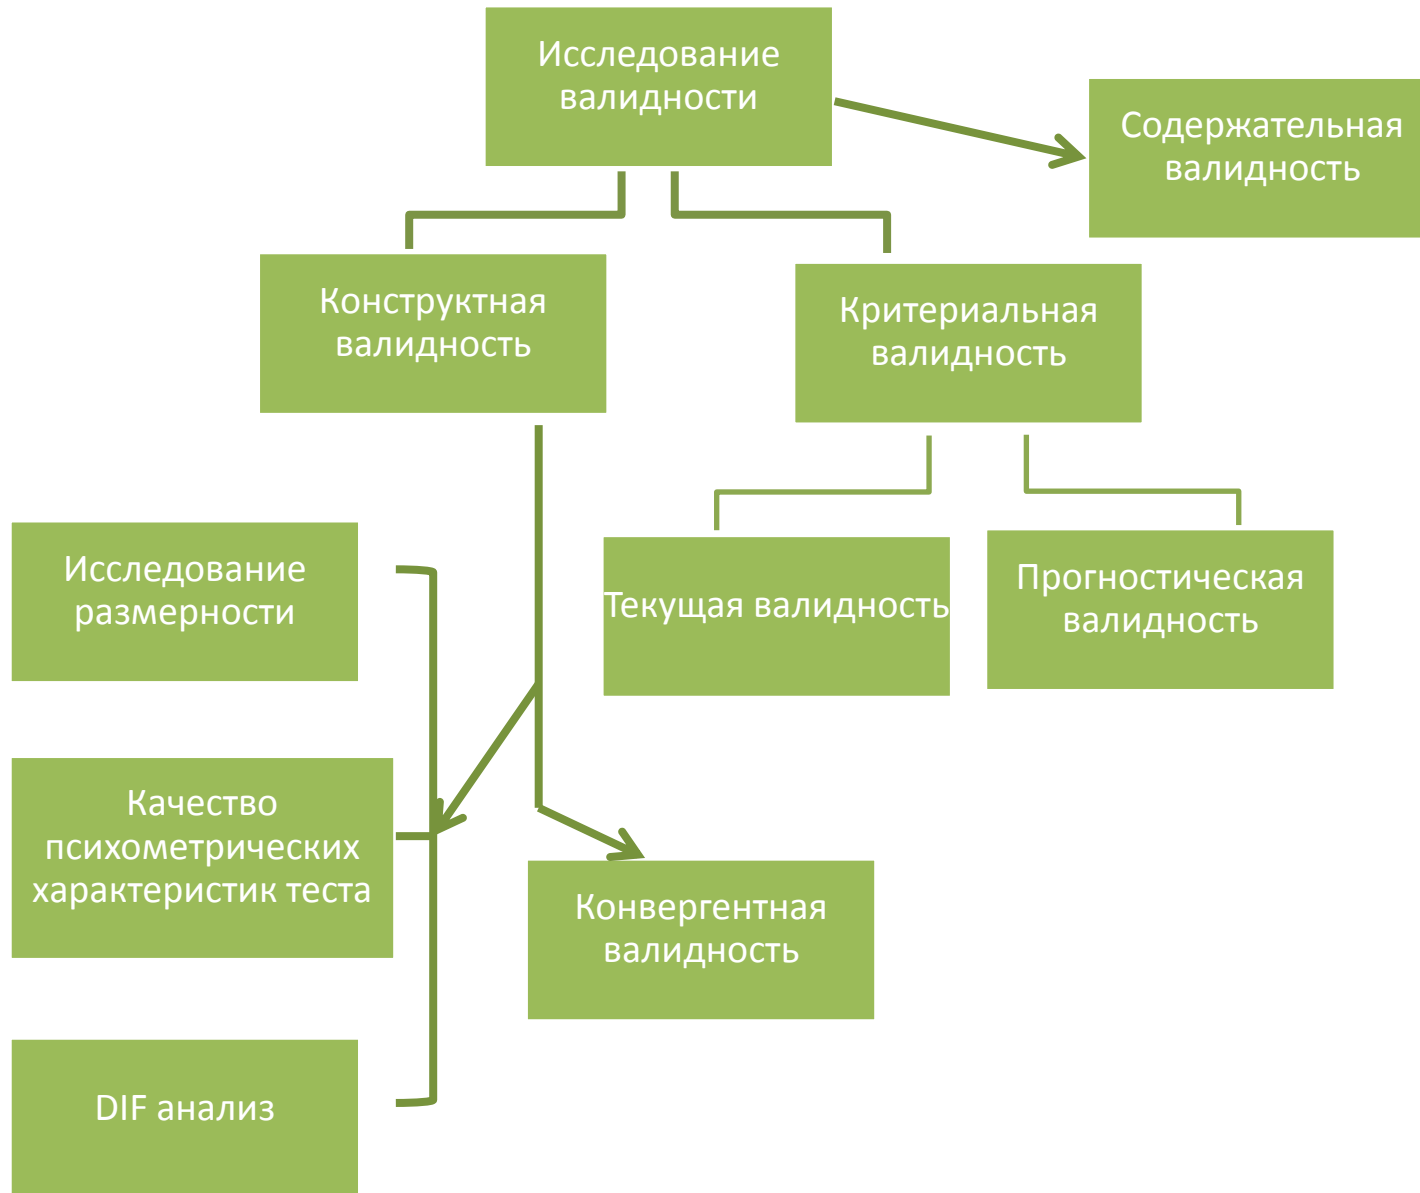 Исследование
валидности
Содержательная
валидность
Конструктная
валидность
Критериальная
валидность
Исследование
размерности
Текущая валидность
Прогностическая
валидность
Качество
психометрических
характеристик теста
Конвергентная
валидность
DIF анализ